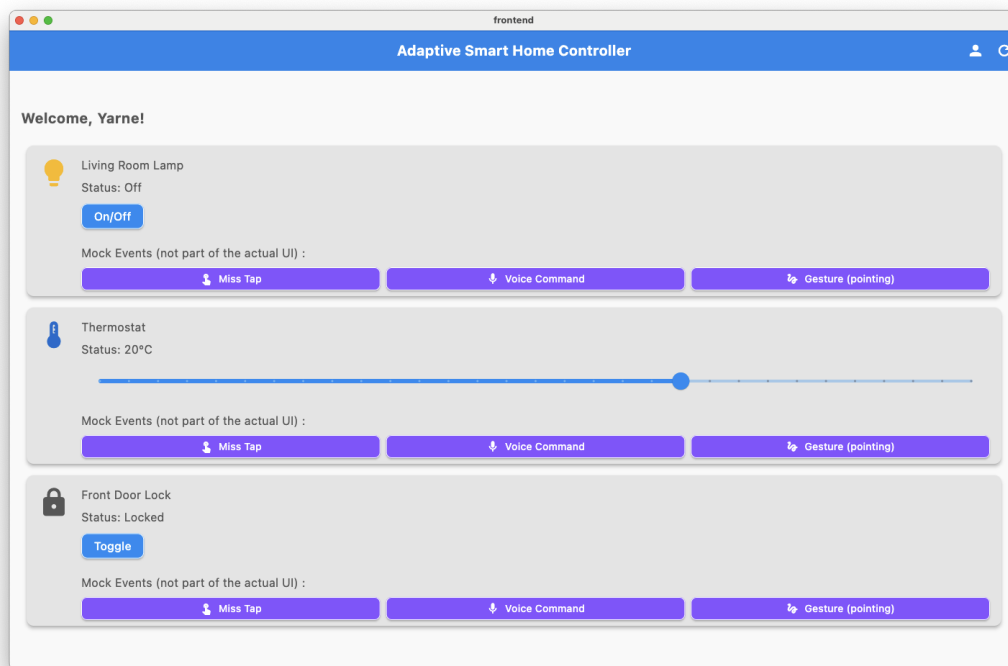 frontend
Adaptive Smart Home Controller
Welcome, Yarne!
Living Room Lamp
Status: Off
On/Off
Mock Events (not part of the actual UI) :
Miss Tap Voice Command Gesture (pointing)
Thermostat
Status: 20°C
Mock Events (not part of the actual UI) :
Miss Tap Voice Command Gesture (pointing)
Front Door Lock
Status: Locked
Toggle
Mock Events (not part of the actual UI) :
Miss Tap Voice Command Gesture (pointing)